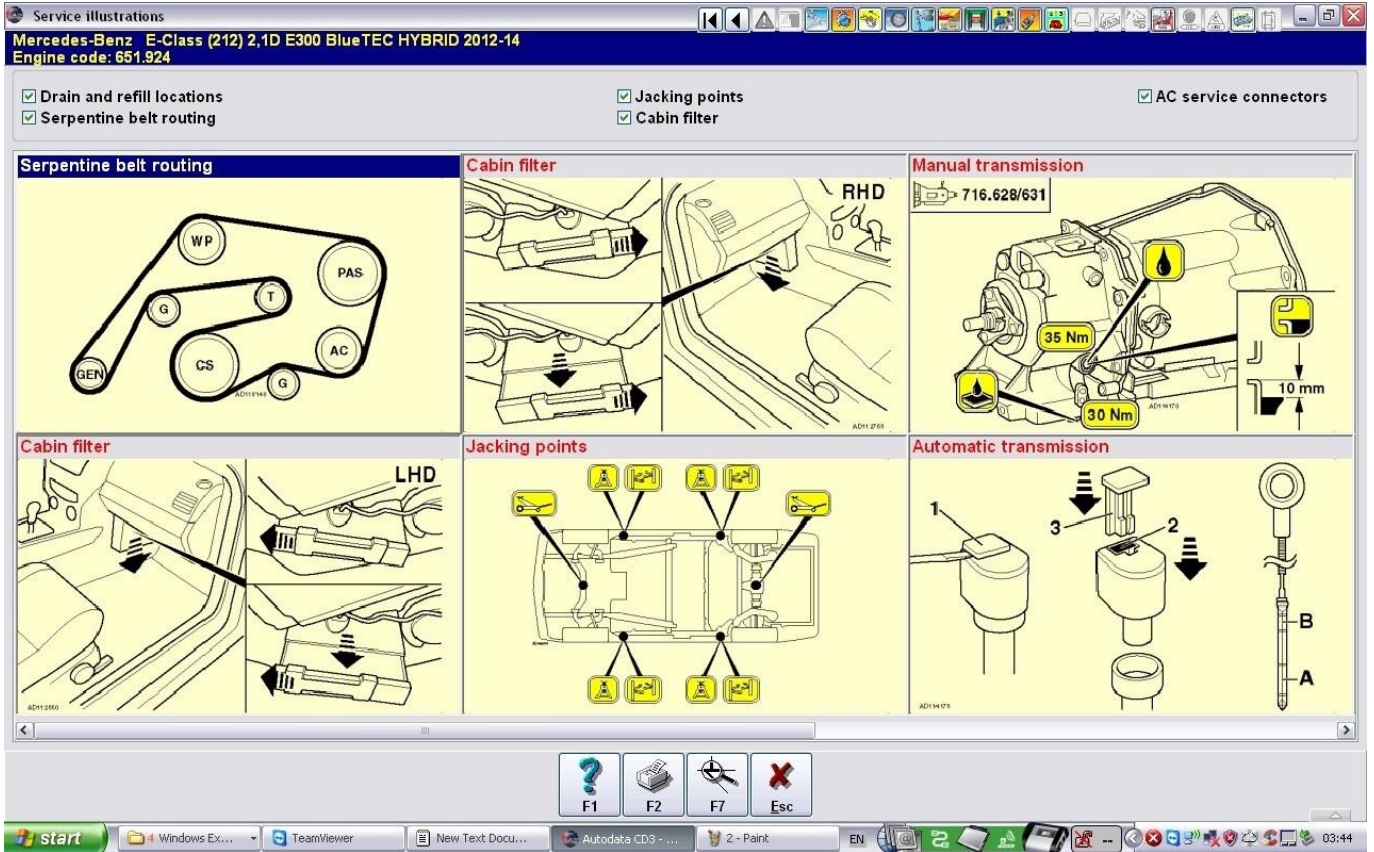 Service illustrations
Mercedes-Benz E-Class (212) 2,1D E300 BlueTEC HYBRID 2012-14
Engine code: 651.924
Drain and refill locations
Jacking points
AC service connectors
Serpentine belt routing
Cabin filter
Serpentine belt routing
WP
PAS
T
G
AC
CS
GEN
G
Cabin filter
RHD
Manual transmission
716.628/631
35 Nm
10 mm
30 Nm
AD114170
Cabin filter
LHD
Jacking points
Automatic transmission
1
3
2
B
A
F1
F2
F7
Esc
start
4 Windows Ex...
TeamViewer
New Text Docu...
Autodata CD3 - ...
2 - Paint
EN
--
03:44